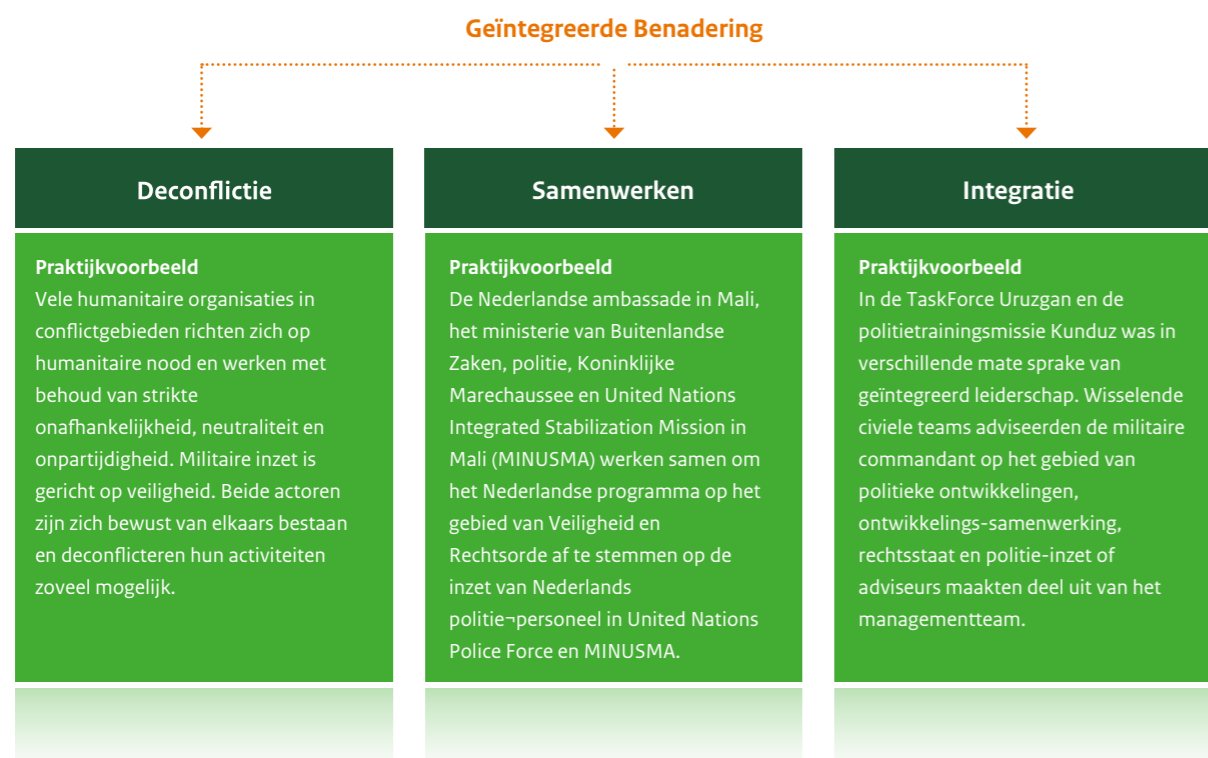 Geïntegreerde Benadering
Deconflictie
Praktijkvoorbeeld
Vele humanitaire organisaties in
conflictgebieden richten zich op
humanitaire nood en werken met
behoud van strikte
onafhankelijkheid, neutraliteit en
onpartijdigheid. Militaire inzet is
gericht op veiligheid. Beide actoren
zijn zich bewust van elkaars bestaan
en deconflicteren hun activiteiten
zoveel mogelijk.
Samenwerken
Praktijkvoorbeeld
De Nederlandse ambassade in Mali,
het ministerie van Buitenlandse
Zaken, politie, Koninklijke
Marechaussee en United Nations
Integrated Stabilization Mission in
Mali (MINUSMA) werken samen om
het Nederlandse programma op het
gebied van Veiligheid en
Rechtsorde af te stemmen op de
inzet van Nederlands
politie¬personeel in United Nations
Police Force en MINUSMA.
Integratie
Praktijkvoorbeeld
In de TaskForce Uruzgan en de
politietrainingsmissie Kunduz was in
verschillende mate sprake van
geïntegreerd leiderschap. Wisselende
civiele teams adviseerden de militaire
commandant op het gebied van
politieke ontwikkelingen,
ontwikkelings-samenwerking,
rechtsstaat en politie-inzet of
adviseurs maakten deel uit van het
managementteam.